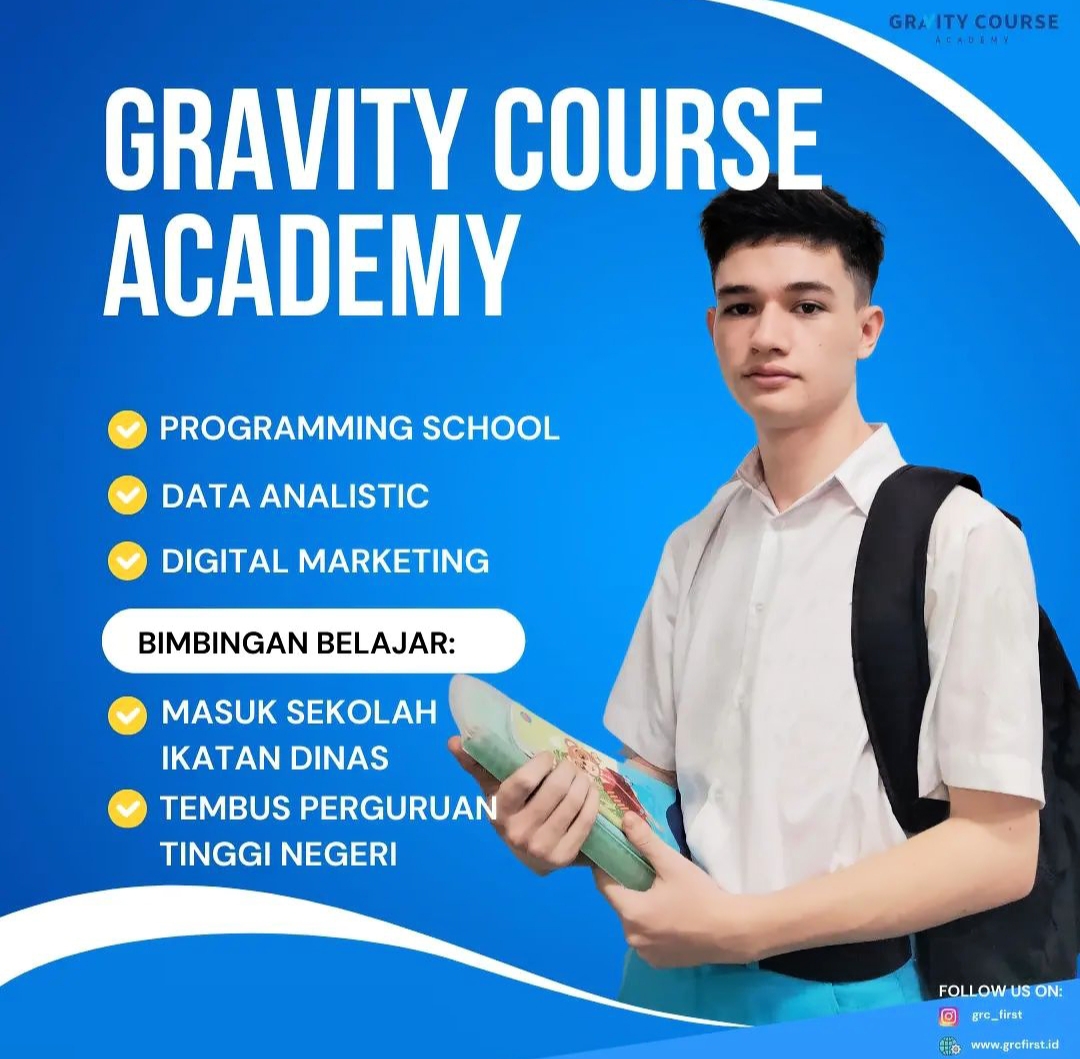 GRAVITY COURSE
ACADEMY
GRAVITY COURSE
ACADEMY
PROGRAMMING SCHOOL
DATA ANALISTIC
DIGITAL MARKETING
BIMBINGAN BELAJAR:
MASUK SEKOLAH
IKATAN DINAS
TEMBUS PERGURUAN
TINGGI NEGERI
FOLLOW US ON:
grc_first
www.grcfirst.id